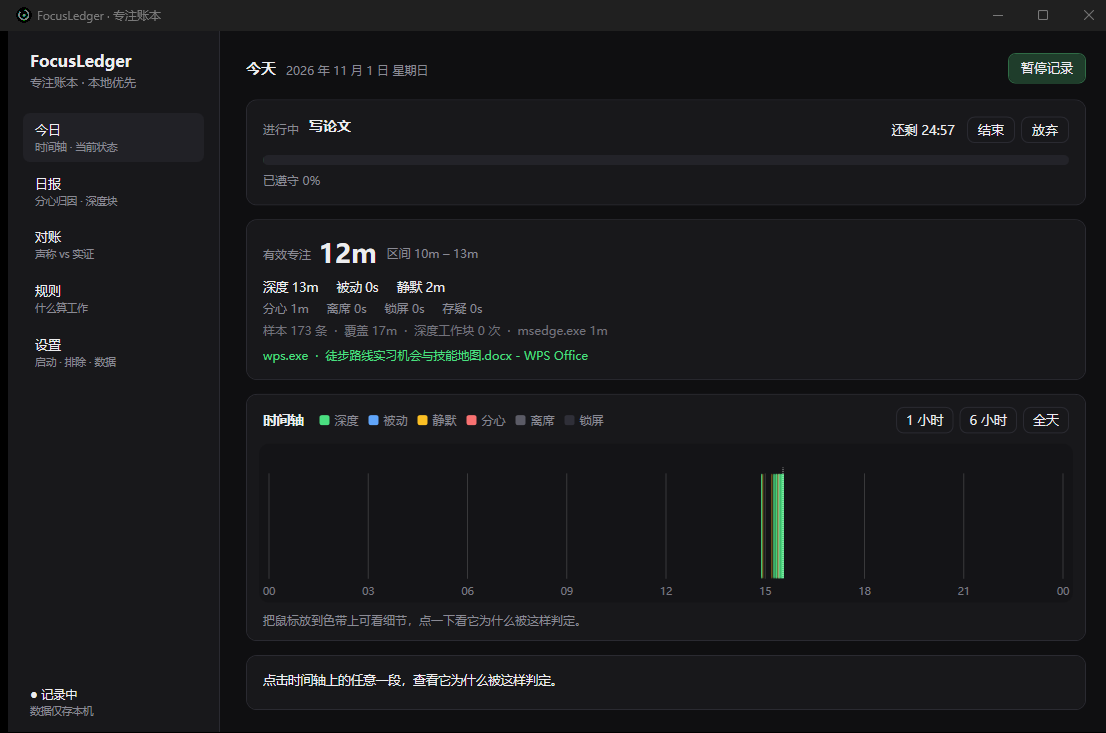 FocusLedger · 专注账本
FocusLedger
专注账本 · 本地优先
今日
时间轴 · 当前状态
日报
分心归因 · 深度块
对账
声称 vs 实证
规则
什么算工作
设置
启动 · 排除 · 数据
● 记录中
数据仅存本机
今天 2026 年 11 月 1 日 星期日
暂停记录
进行中 写论文 还剩 24:57 结束 放弃
已遵守 0%
有效专注 12m 区间 10m – 13m
深度 13m 被动 0s 静默 2m
分心 1m 离席 0s 锁屏 0s 存疑 0s
样本 173 条 · 覆盖 17m · 深度工作块 0 次 · msedge.exe 1m
wps.exe · 徒步路线实习机会与技能地图.docx - WPS Office
时间轴 深度 被动 静默 分心 离席 锁屏 1 小时 6 小时 全天
00 03 06 09 12 15 18 21 00
把鼠标放到色带上可看细节，点一下看它为什么被这样判定。
点击时间轴上的任意一段，查看它为什么被这样判定。